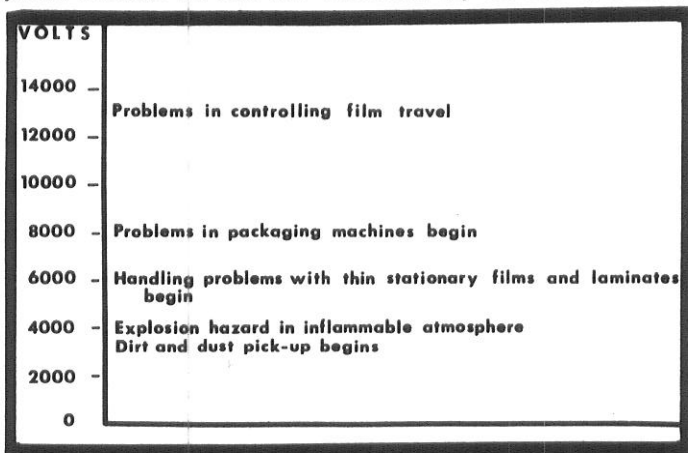 VOLTS
14000
Problems in controlling film travel
12000
10000
8000 Problems in packaging machines begin
6000 Handling problems with thin stationary films and laminates
begin
4000 Explosion hazard in inflammable atmosphere
Dirt and dust pick-up begins
2000
0